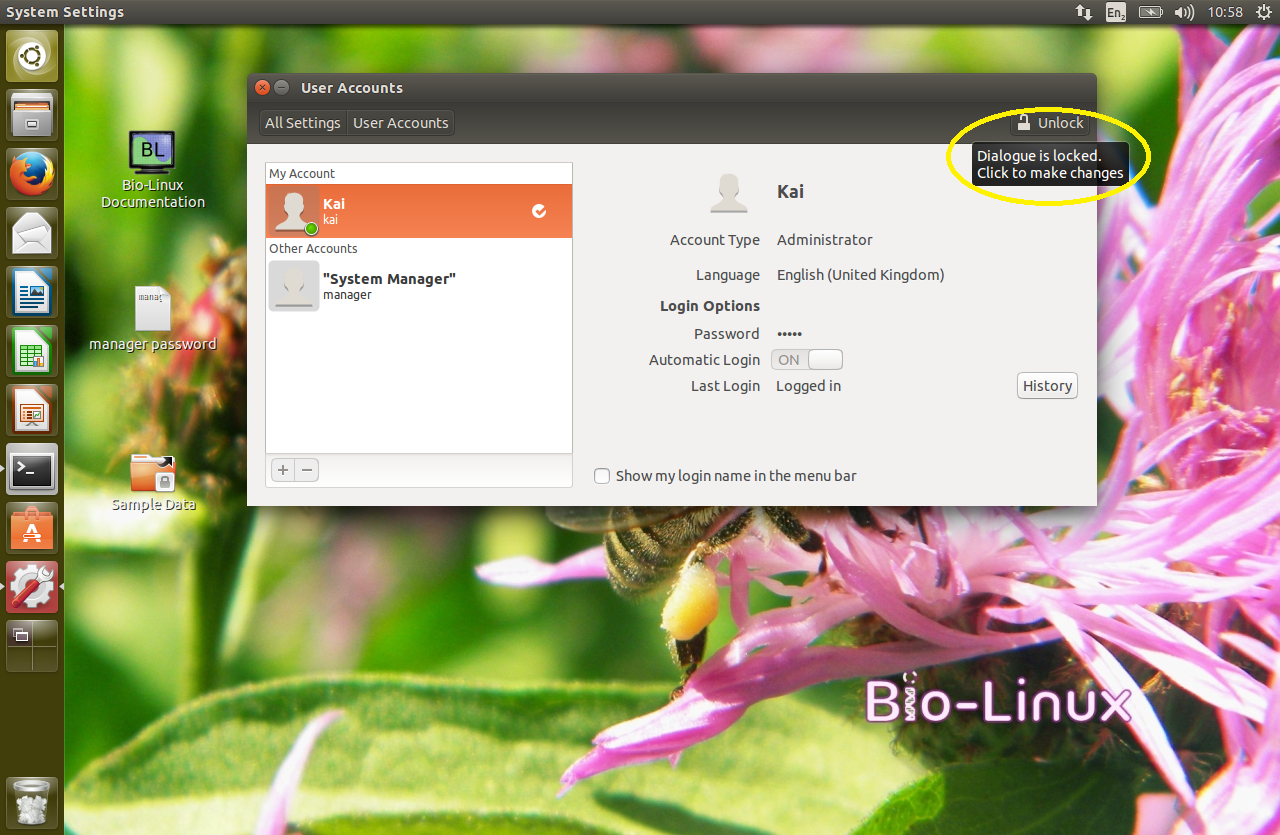 System Settings
En2
10:58
User Accounts
All Settings
User Accounts
Unlock
Dialogue is locked.
Click to make changes
My Account
Kai
kai
Other Accounts
"System Manager"
manager
Kai
Account Type Administrator
Language English (United Kingdom)
Login Options
Password •••••
Automatic Login ON
Last Login Logged in
History
+ −
Show my login name in the menu bar
BL
Bio-Linux
Documentation
manag
manager password
Sample Data
Bio-Linux